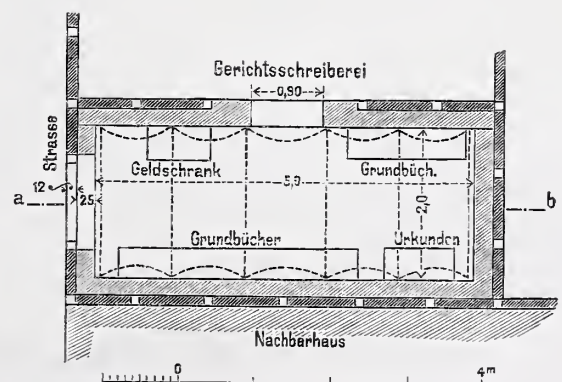 Gerichtsschreiberei
0,90
Strasse
Geldschrank
Grundbüch.
5,0
2,0
12
25
a
b
Grundbücher
Urkunden
Nachbarhaus
0
4m